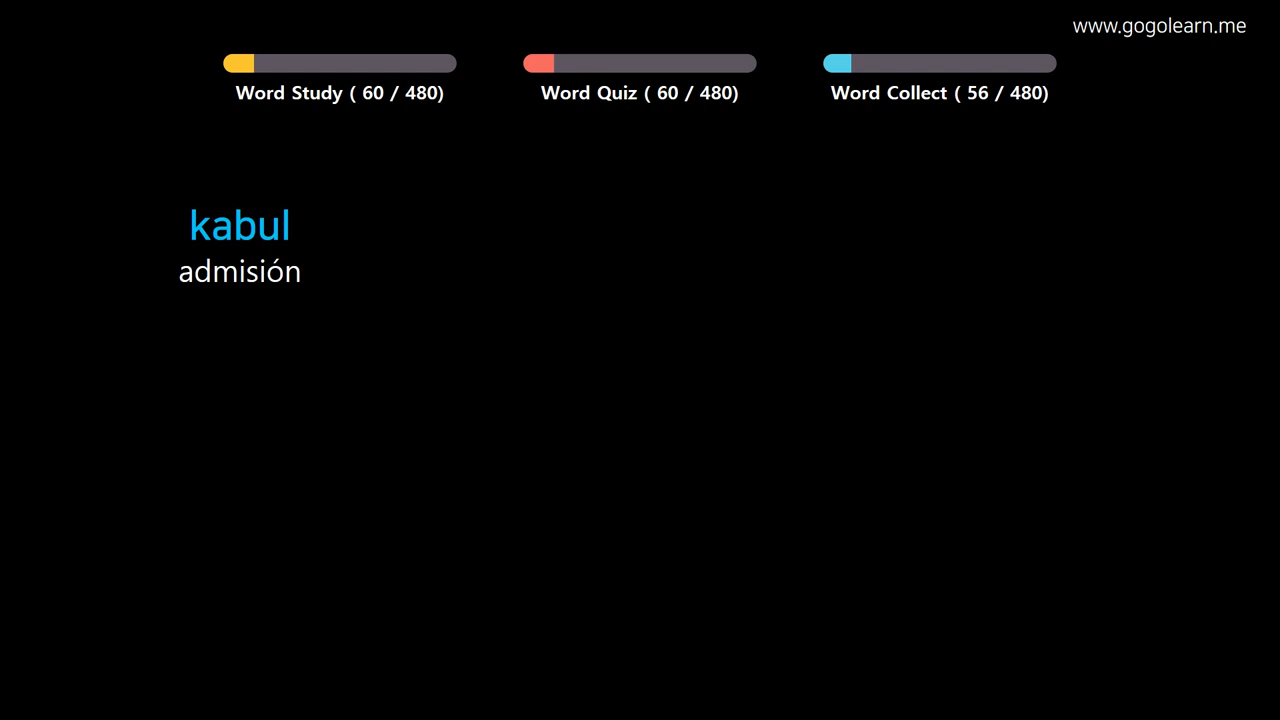 www.gogolearn.me
Word Study ( 60 / 480)
Word Quiz ( 60 / 480)
Word Collect ( 56 / 480)
kabul
admisión